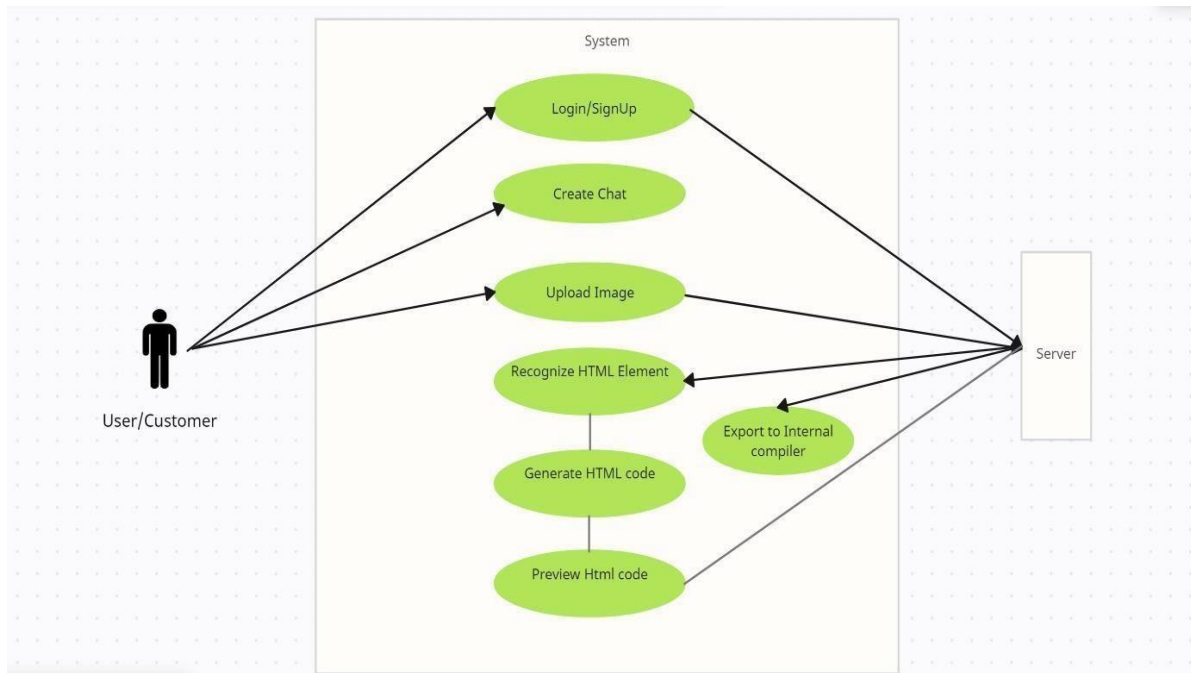 System
Login/SignUp
Create Chat
Upload Image
Recognize HTML Element
Server
User/Customer
Export to Internal
compiler
Generate HTML code
Preview Html code